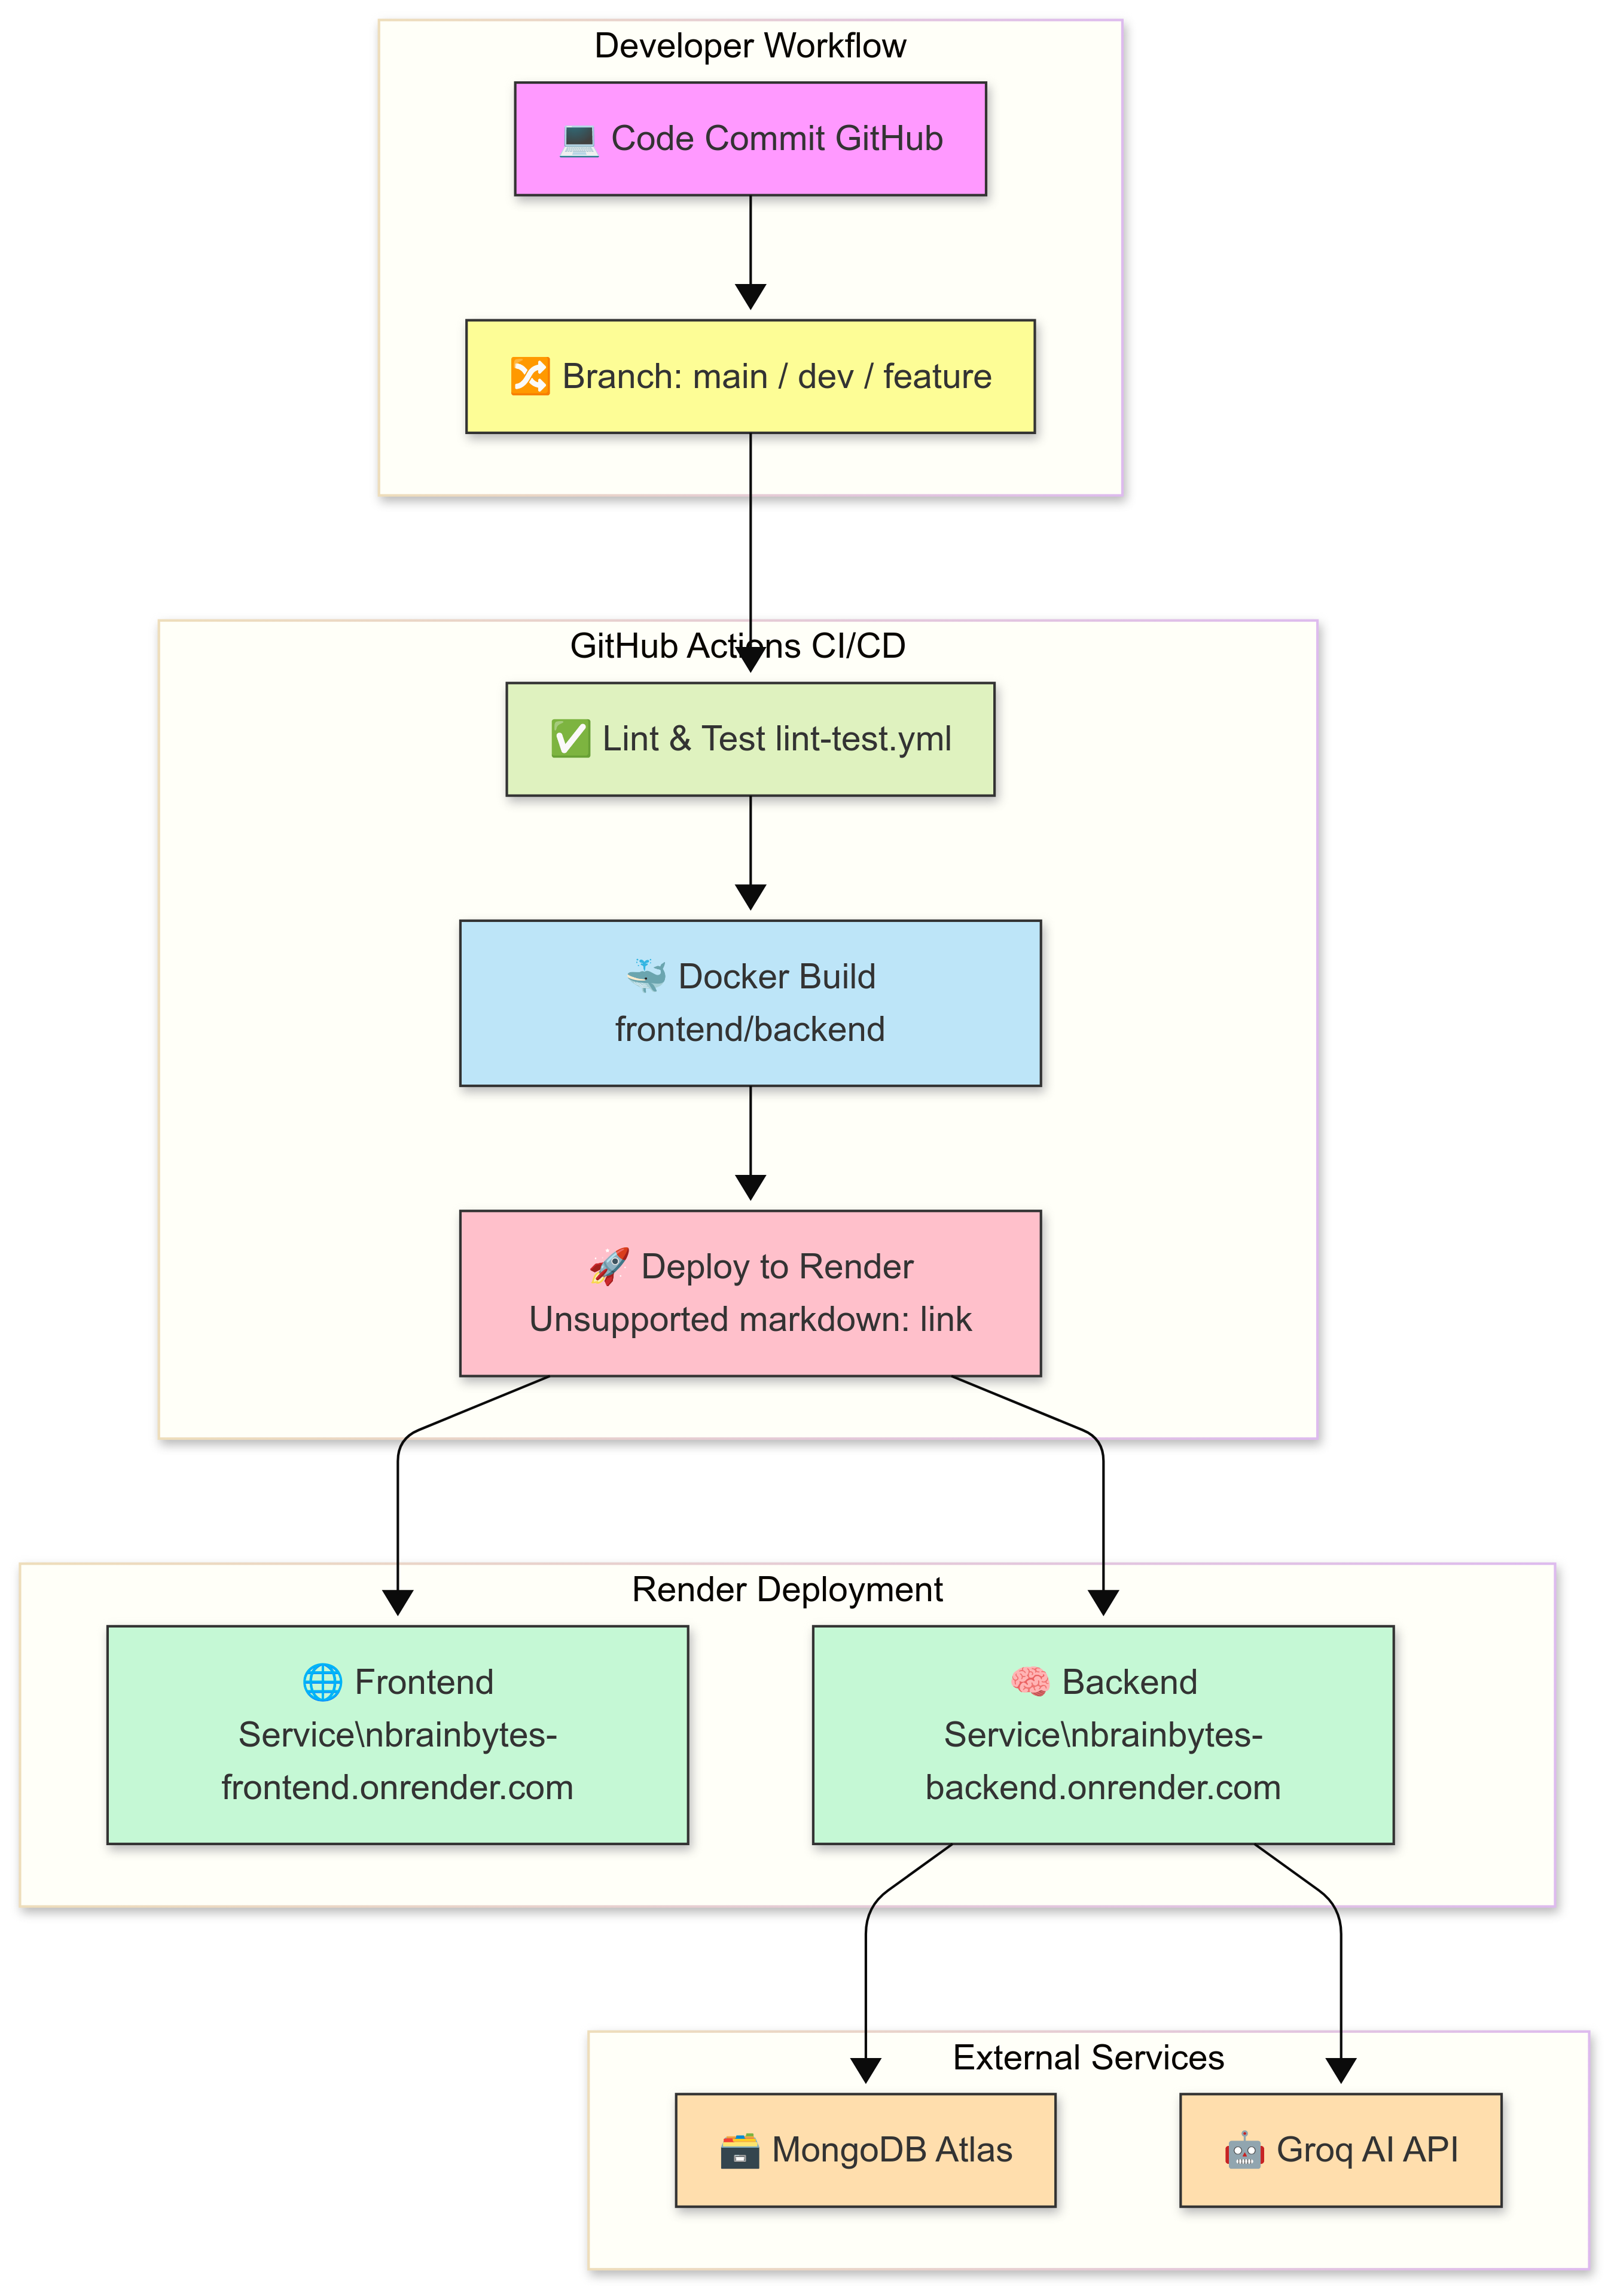 Developer Workflow
💻 Code Commit GitHub
🔀 Branch: main / dev / feature
GitHub Actions CI/CD
✅ Lint & Test lint-test.yml
🐳 Docker Build
frontend/backend
🚀 Deploy to Render
Unsupported markdown: link
Render Deployment
🌐 Frontend
Service\nbrainbytes-
frontend.onrender.com
🧠 Backend
Service\nbrainbytes-
backend.onrender.com
External Services
🗃️ MongoDB Atlas
🤖 Groq AI API